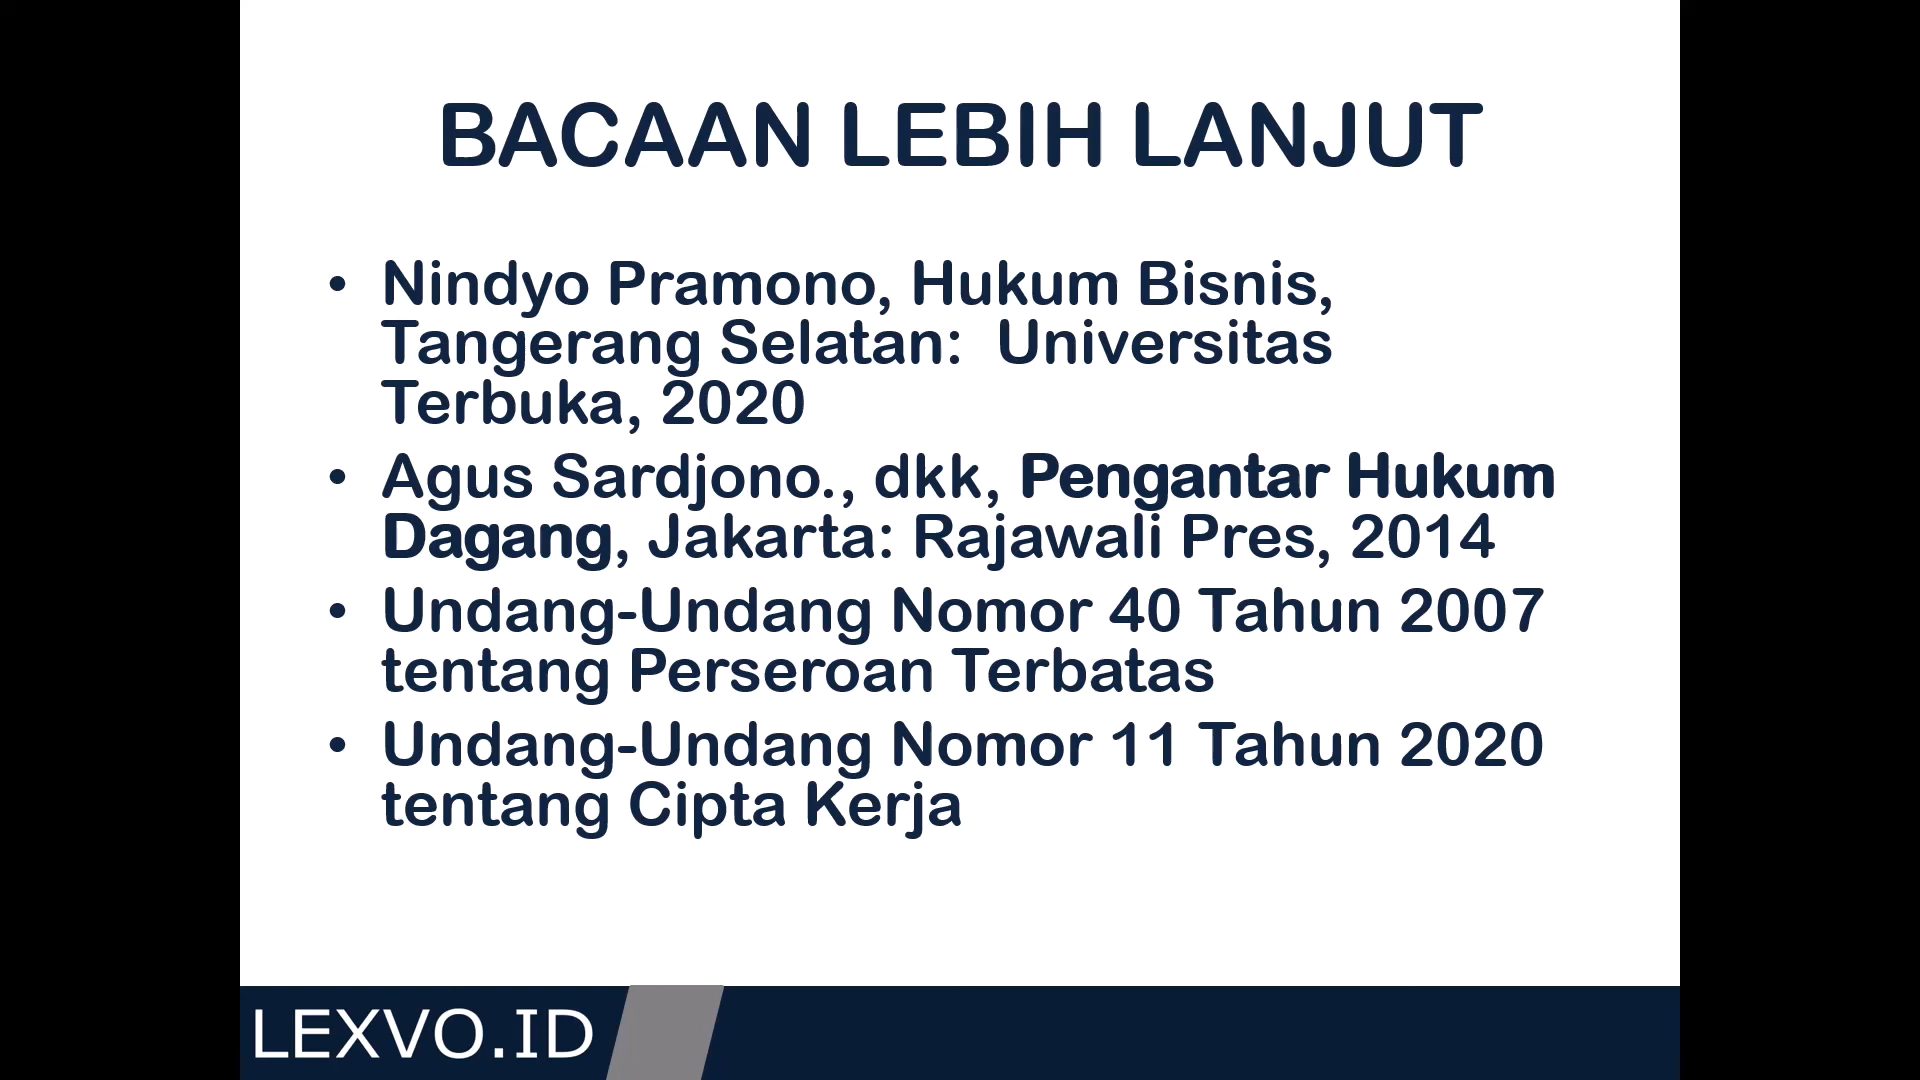 BACAAN LEBIH LANJUT
• Nindyo Pramono, Hukum Bisnis,
Tangerang Selatan:  Universitas
Terbuka, 2020
• Agus Sardjono., dkk, Pengantar Hukum
Dagang, Jakarta: Rajawali Pres, 2014
• Undang-Undang Nomor 40 Tahun 2007
tentang Perseroan Terbatas
• Undang-Undang Nomor 11 Tahun 2020
tentang Cipta Kerja
LEXVO.ID